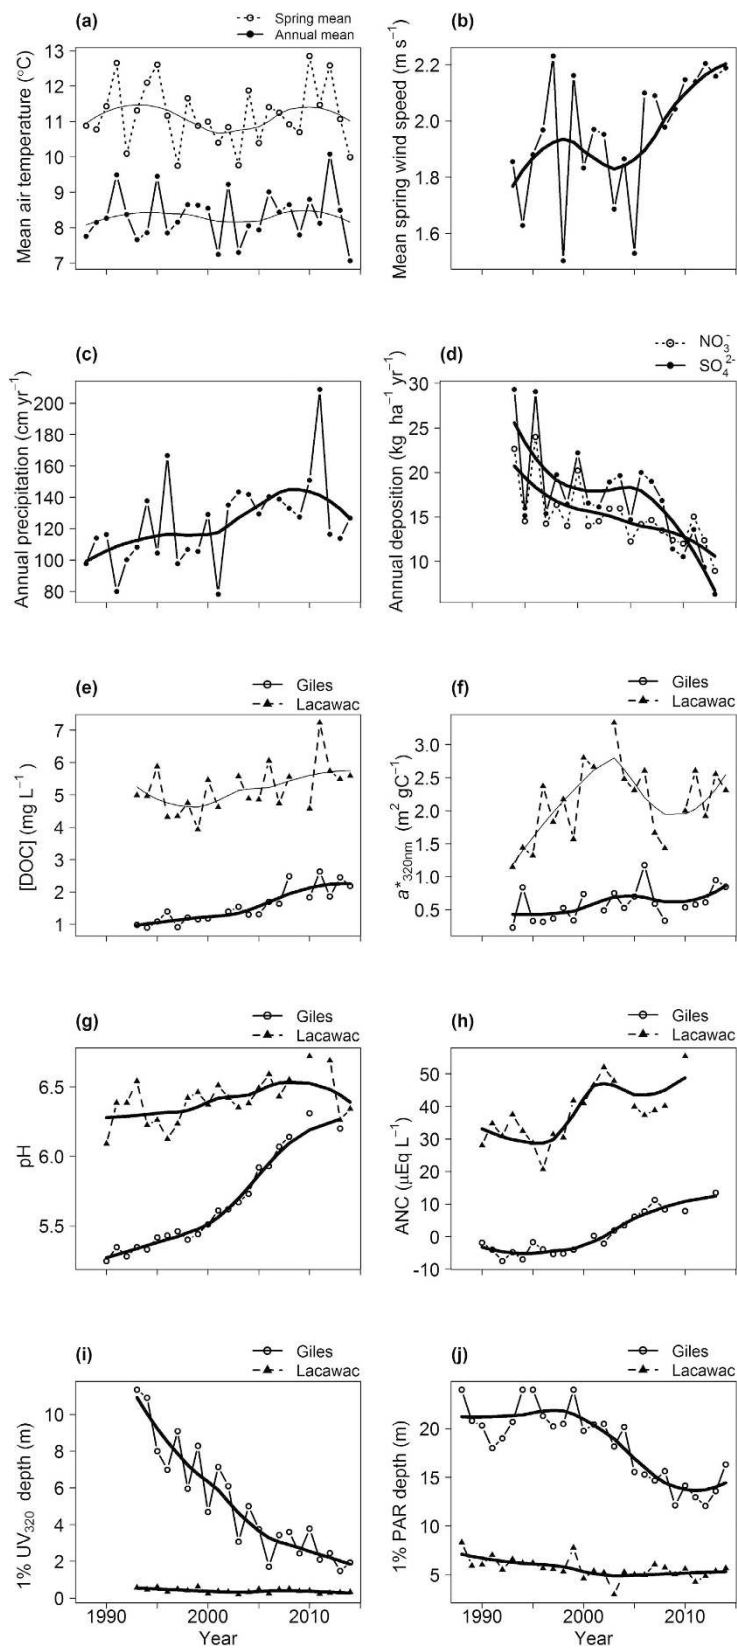 (a)
Spring mean
Annual mean
Mean air temperature (°C)
13
12
11
10
9
8
7
(b)
Mean spring wind speed (m s⁻¹)
2.2
2.0
1.8
1.6
(c)
Annual precipitation (cm yr⁻¹)
200
180
160
140
120
100
80
(d)
NO₃⁻
SO₄²⁻
Annual deposition (kg ha⁻¹ yr⁻¹)
30
25
20
15
10
(e)
Giles
Lacawac
[DOC] (mg L⁻¹)
7
6
5
4
3
2
1
(f)
Giles
Lacawac
a*320nm (m² gC⁻¹)
3.0
2.5
2.0
1.5
1.0
0.5
(g)
Giles
Lacawac
pH
6.5
6.0
5.5
(h)
Giles
Lacawac
ANC (µEq L⁻¹)
50
40
30
20
10
0
-10
(i)
Giles
Lacawac
1% UV₃₂₀ depth (m)
10
8
6
4
2
0
1990 2000 2010
Year
(j)
Giles
Lacawac
1% PAR depth (m)
20
15
10
5
1990 2000 2010
Year